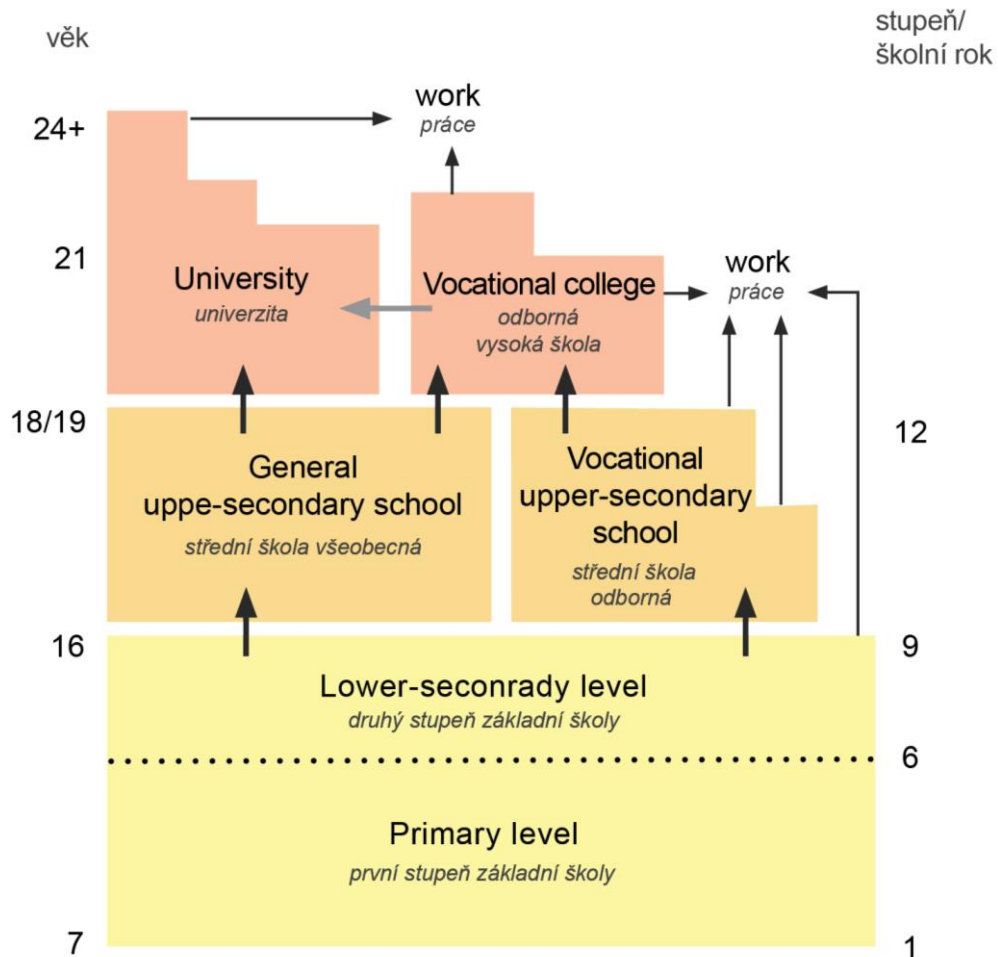 věk
stupeň/
školní rok
24+
work
práce
21
University
univerzita
Vocational college
odborná
vysoká škola
work
práce
18/19
12
General
uppe-secondary school
střední škola všeobecná
Vocational
upper-secondary
school
střední škola
odborná
16
9
Lower-seconrady level
druhý stupeň základní školy
6
Primary level
první stupeň základní školy
7
1